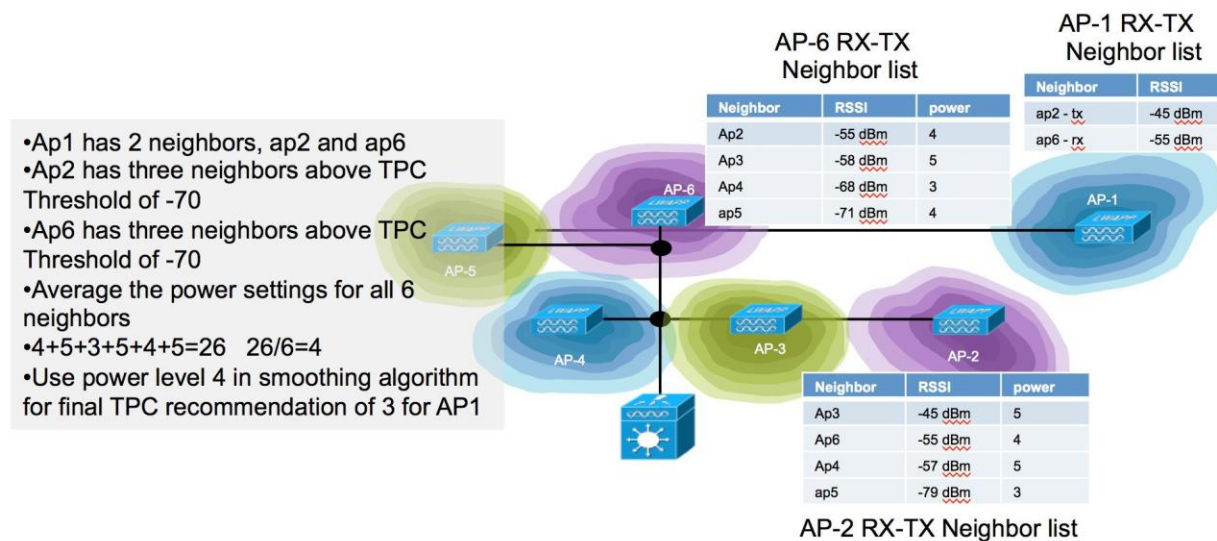 AP-6 RX-TX
Neighbor list
AP-1 RX-TX
Neighbor list
Neighbor RSSI power
Ap2 -55 dBm 4
Ap3 -58 dBm 5
Ap4 -68 dBm 3
ap5 -71 dBm 4
Neighbor RSSI
ap2 - tx -45 dBm
ap6 - rx -55 dBm
•Ap1 has 2 neighbors, ap2 and ap6
•Ap2 has three neighbors above TPC
Threshold of -70
•Ap6 has three neighbors above TPC
Threshold of -70
•Average the power settings for all 6
neighbors
•4+5+3+5+4+5=26 26/6=4
•Use power level 4 in smoothing algorithm
for final TPC recommendation of 3 for AP1
AP-6
LWAPP
AP-1
LWAPP
LWAPP
AP-5
LWAPP
AP-4
LWAPP
AP-3
LWAPP
AP-2
Neighbor RSSI power
Ap3 -45 dBm 5
Ap6 -55 dBm 4
Ap4 -57 dBm 5
ap5 -79 dBm 3
AP-2 RX-TX Neighbor list